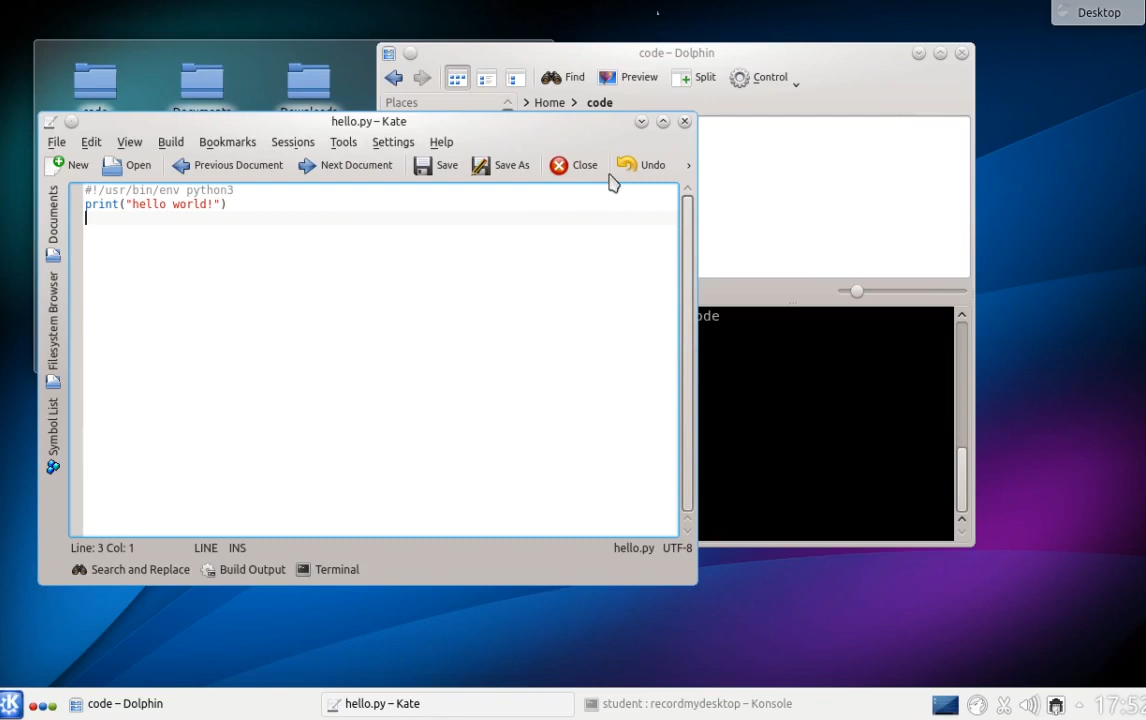 Desktop
code – Dolphin
Find Preview Split Control
Places > Home > code
code Documents Downloads
hello.py – Kate
File Edit View Build Bookmarks Sessions Tools Settings Help
New Open Previous Document Next Document Save Save As Close Undo
#!/usr/bin/env python3
print("hello world!")
Documents
Filesystem Browser
Symbol List
ode
Line: 3 Col: 1 LINE INS hello.py UTF-8
Search and Replace Build Output Terminal
code – Dolphin hello.py – Kate student : recordmydesktop – Konsole 17:52